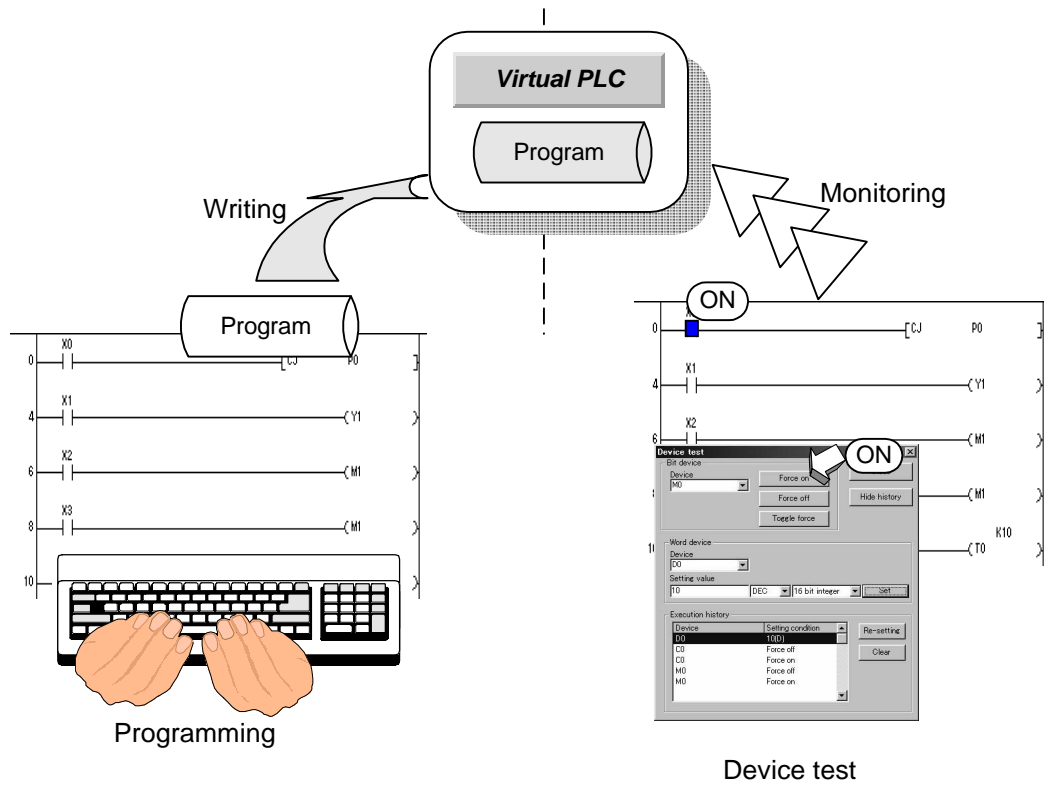 Virtual PLC
Program
Writing
Monitoring
Program
0 X0 [CJ P0 ]
4 X1 ( Y1 )
6 X2 ( M1 )
8 X3 ( M1 )
10
Programming
ON
0 [CJ P0 ]
4 X1 ( Y1 )
6 X2 ( M1 )
( M1 )
K10
( T0 )
Device test
ON
Bit device
Device
M0
Force on
Force off
Toggle force
Hide history
Word device
Device
D0
Setting value
10 DEC 16 bit integer Set
Execution history
Device Setting condition
D0 10(D)
C0 Force off
C0 Force on
M0 Force off
M0 Force on
Re-setting
Clear
Device test